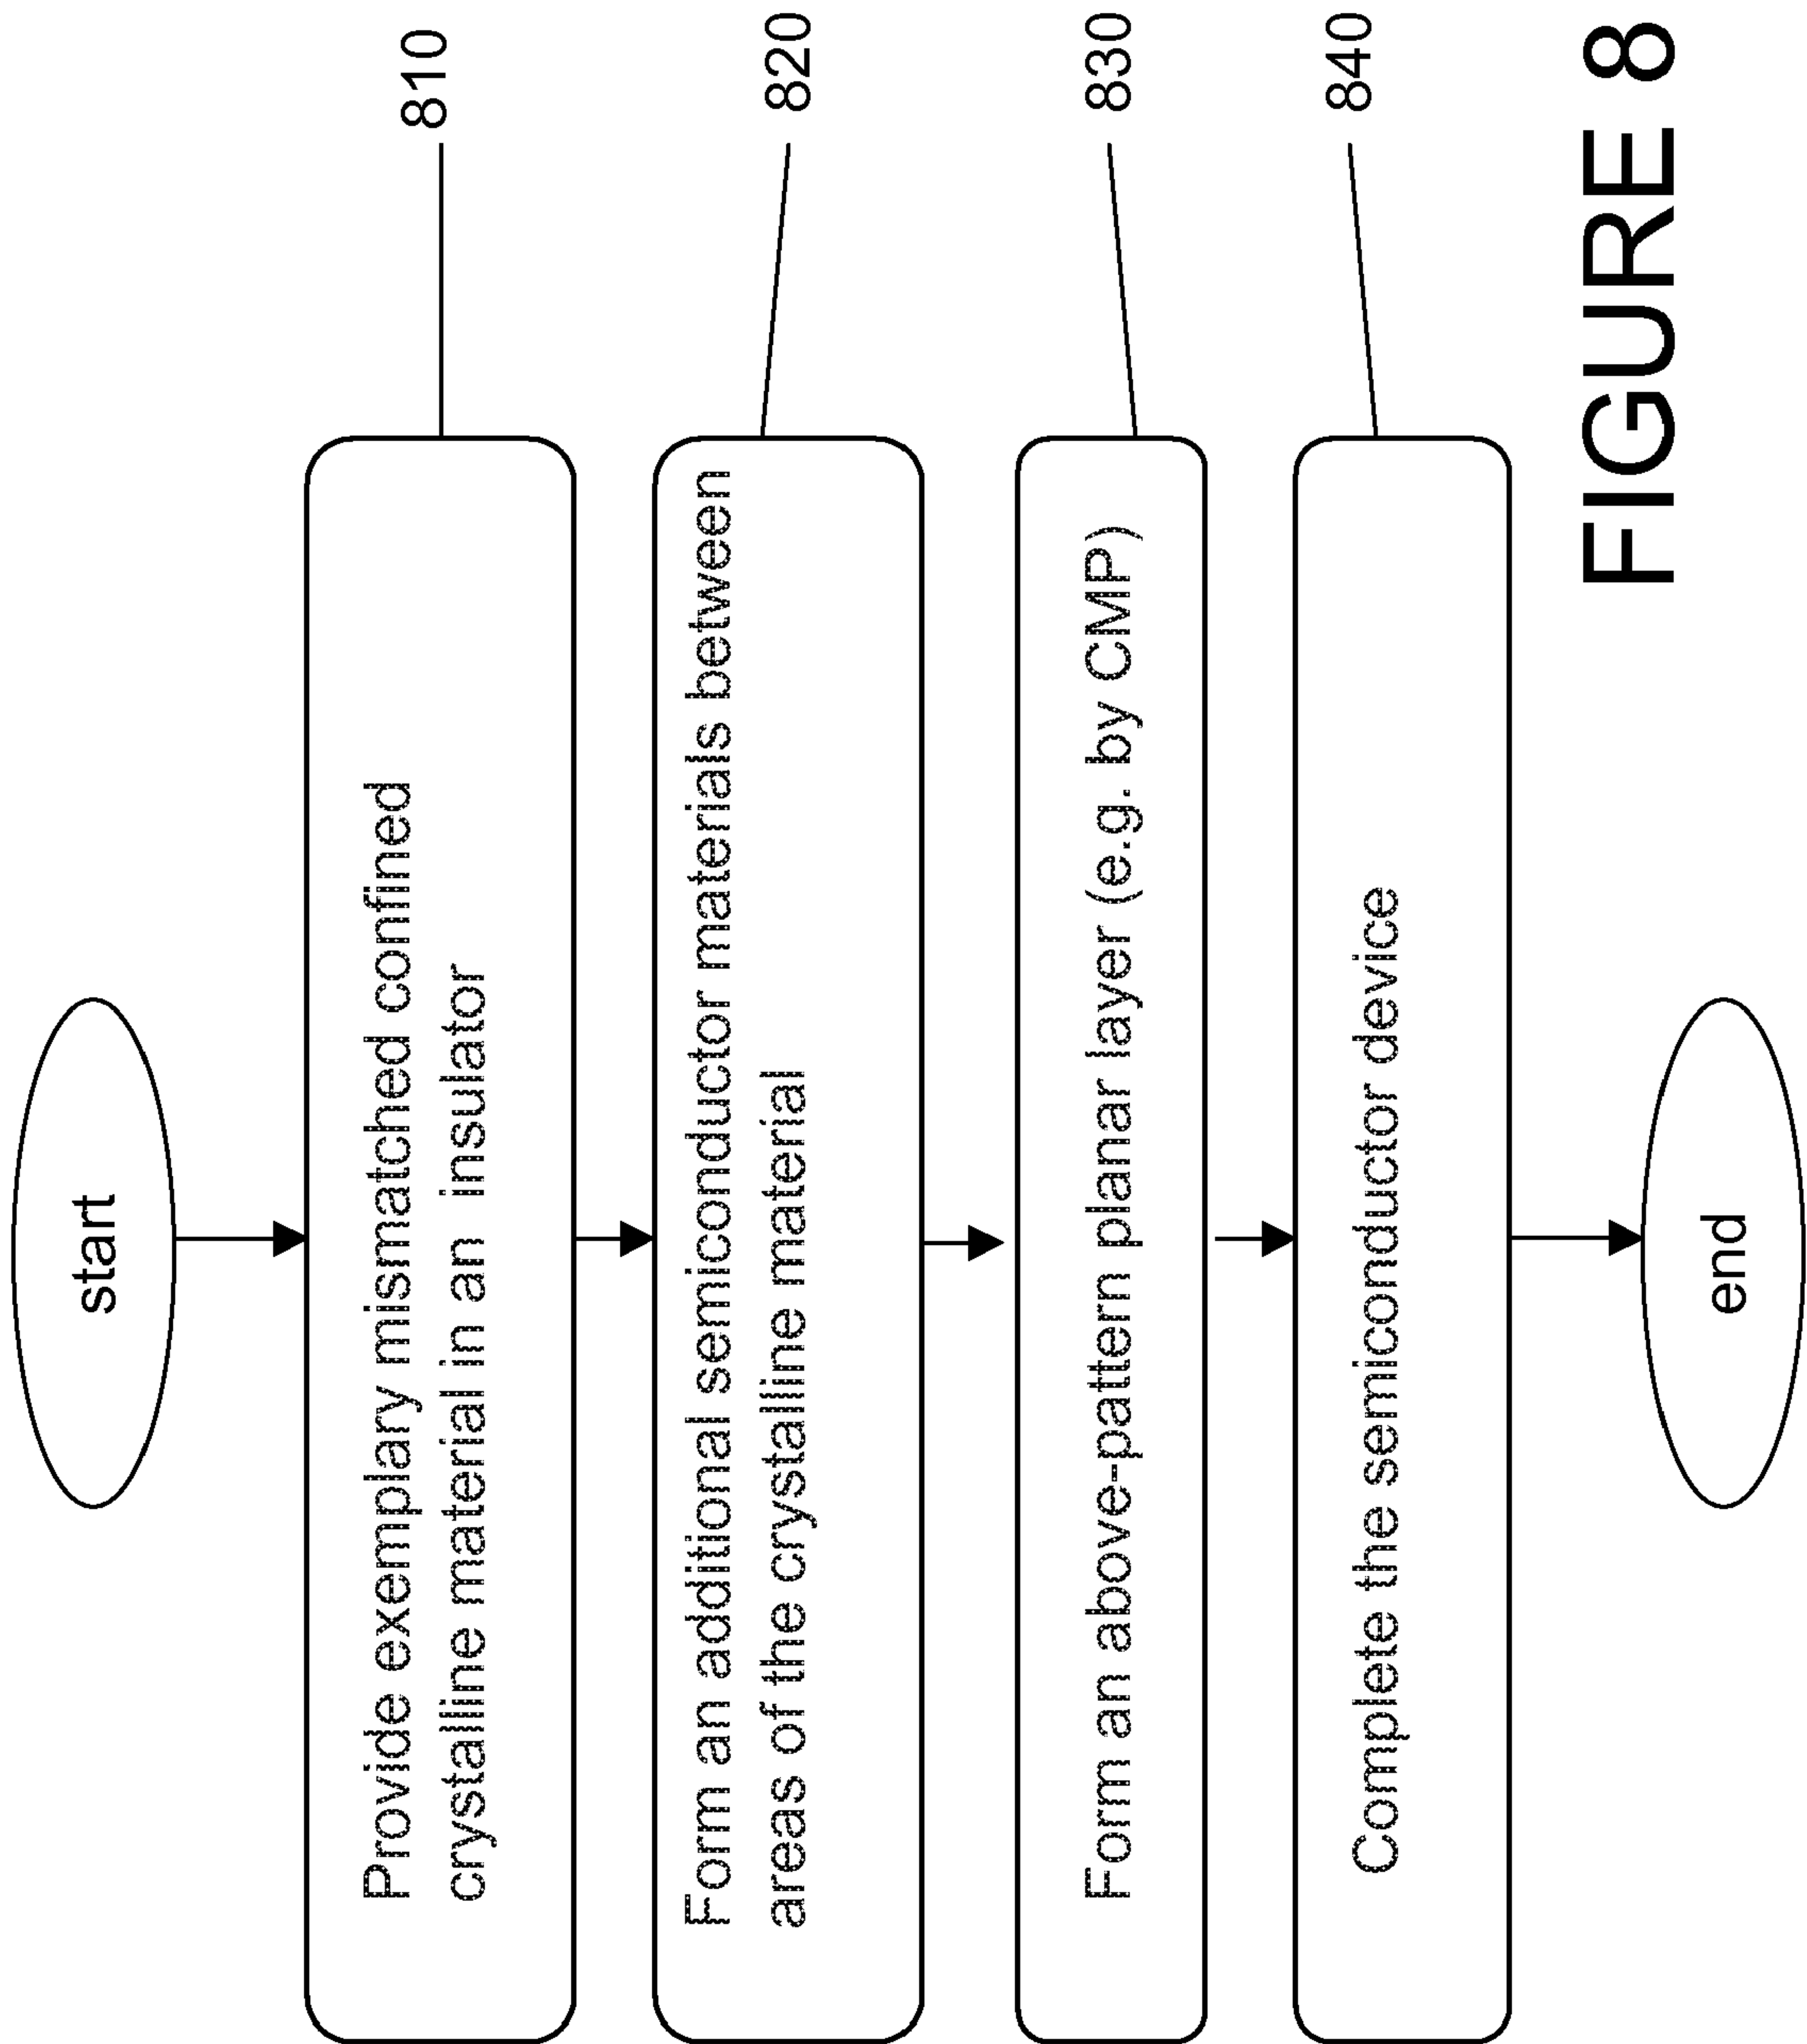 start
Provide exemplary mismatched confined
crystalline material in an insulator
810
Form an additional semiconductor materials between
areas of the crystalline material
820
Form an above-pattern planar layer (e.g. by CMP)
830
Complete the semiconductor device
840
end
FIGURE 8